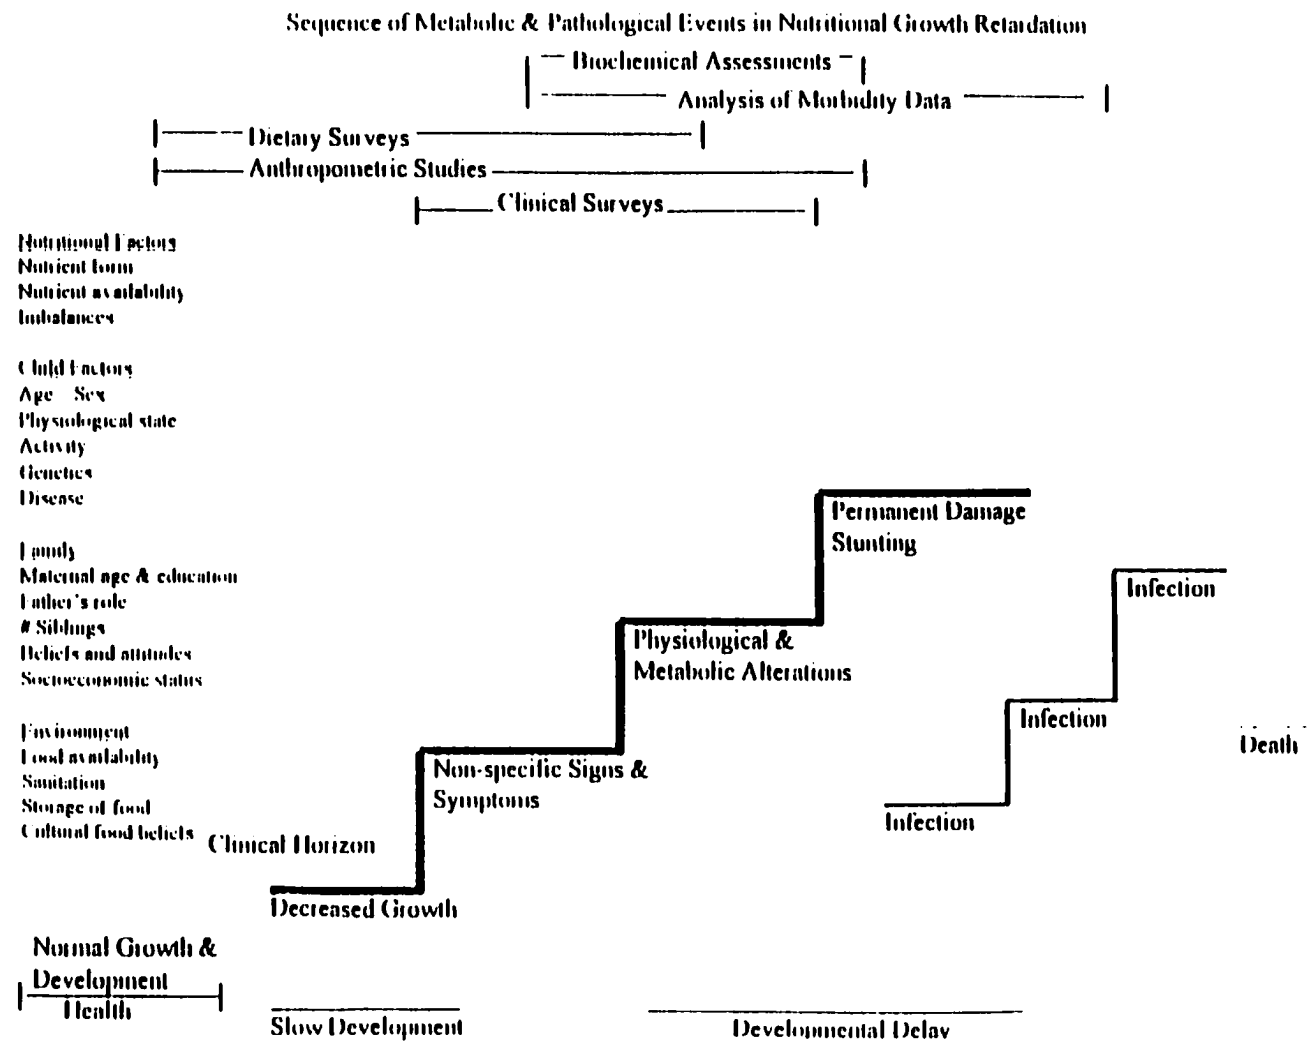 Sequence of Metabolic & Pathological Events in Nutritional Growth Retardation
Biochemical Assessments
Analysis of Morbidity Data
Dietary Surveys
Anthropometric Studies
Clinical Surveys
Nutritional Factors
Nutrient form
Nutrient availability
Imbalances
Child Factors
Age Sex
Physiological state
Activity
Genetics
Disease
Family
Maternal age & education
Father's role
# Siblings
Beliefs and attitudes
Socioeconomic status
Environment
Food availability
Sanitation
Storage of food
Cultural food beliefs
Clinical Horizon
Permanent Damage
Stunting
Physiological &
Metabolic Alterations
Non-specific Signs &
Symptoms
Decreased Growth
Infection
Infection
Infection
Death
Normal Growth &
Development
Health
Slow Development
Developmental Delay